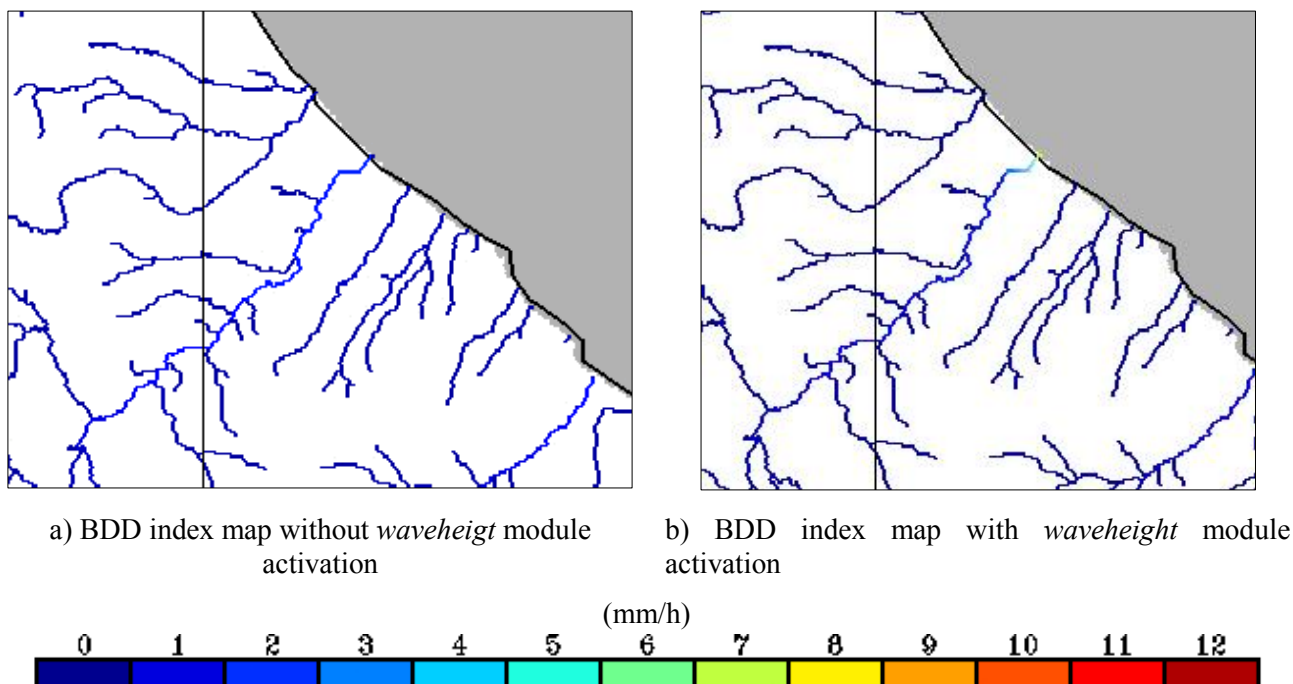 a) BDD index map without waveheigt module
activation
b) BDD index map with waveheight module
activation
(mm/h)
0 1 2 3 4 5 6 7 8 9 10 11 12